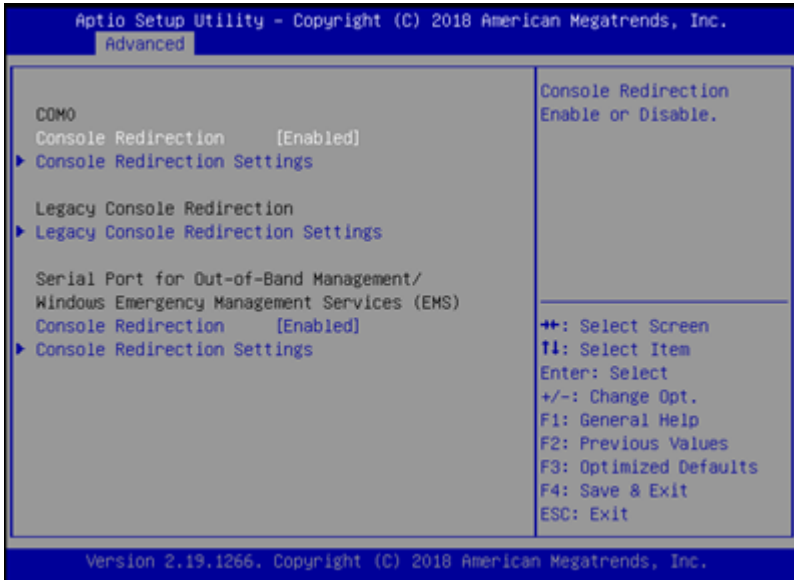 Aptio Setup Utility – Copyright (C) 2018 American Megatrends, Inc.
Advanced
COM0
Console Redirection [Enabled]
▶ Console Redirection Settings
Legacy Console Redirection
▶ Legacy Console Redirection Settings
Serial Port for Out-of-Band Management/
Windows Emergency Management Services (EMS)
Console Redirection [Enabled]
▶ Console Redirection Settings
Console Redirection
Enable or Disable.
→←: Select Screen
↑↓: Select Item
Enter: Select
+/-: Change Opt.
F1: General Help
F2: Previous Values
F3: Optimized Defaults
F4: Save & Exit
ESC: Exit
Version 2.19.1266. Copyright (C) 2018 American Megatrends, Inc.